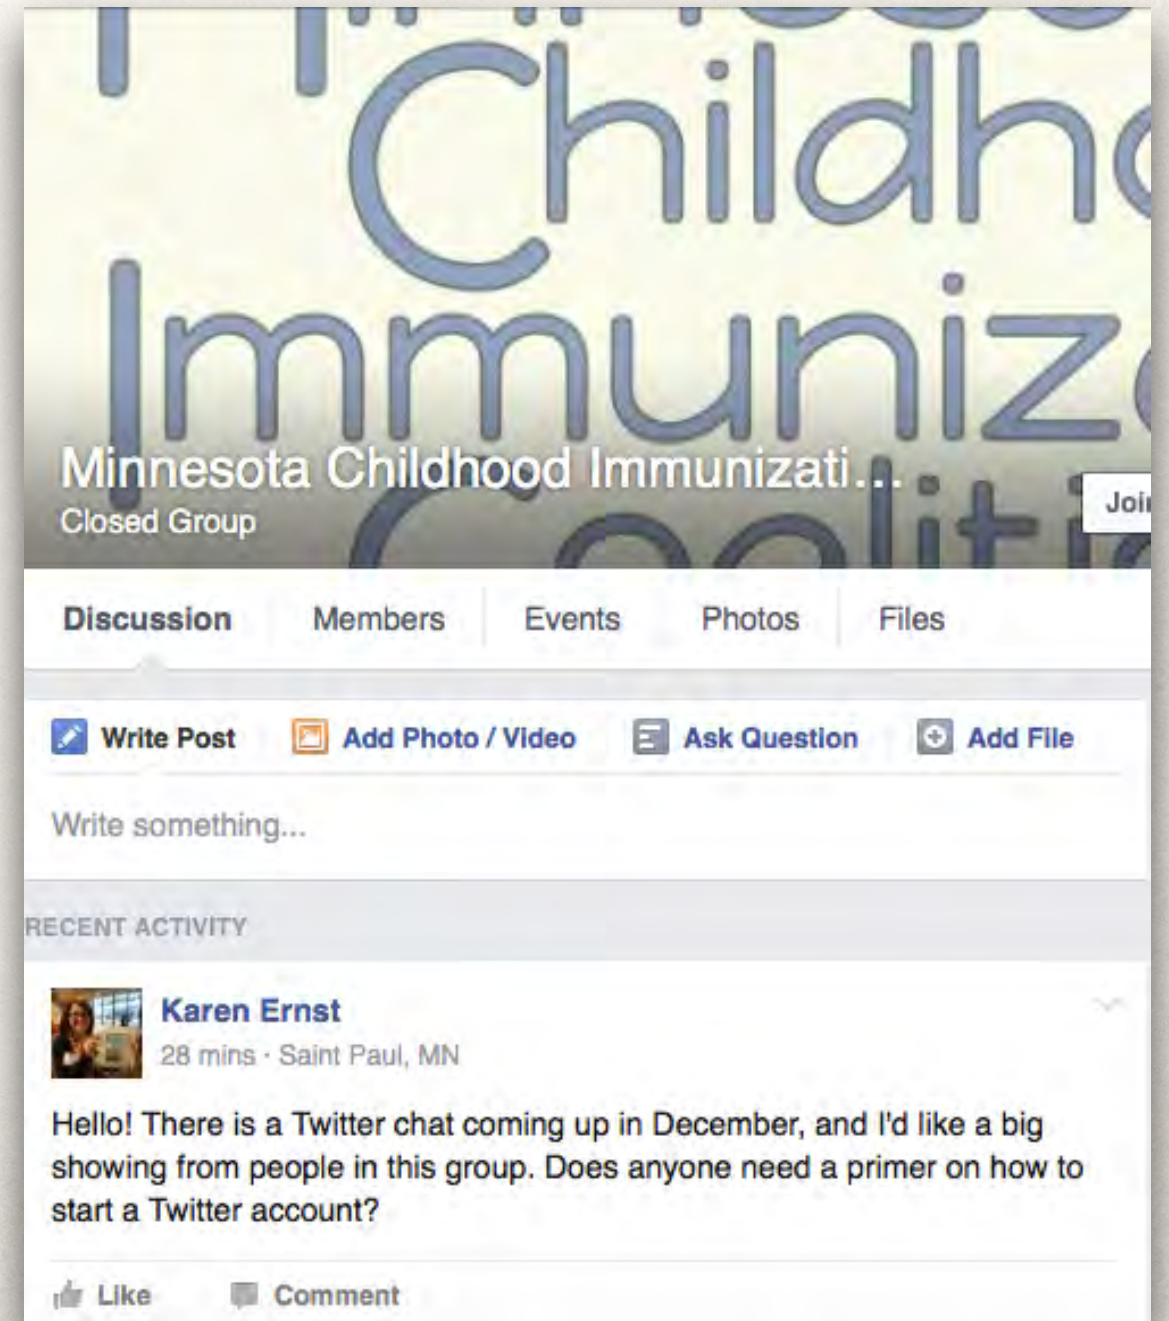 Childho
Immuniz
Coaliti
Minnesota Childhood Immunizati...
Closed Group
Joi
Discussion Members Events Photos Files
Write Post Add Photo / Video Ask Question Add File
Write something...
RECENT ACTIVITY
Karen Ernst
28 mins · Saint Paul, MN
Hello! There is a Twitter chat coming up in December, and I'd like a big
showing from people in this group. Does anyone need a primer on how to
start a Twitter account?
Like Comment